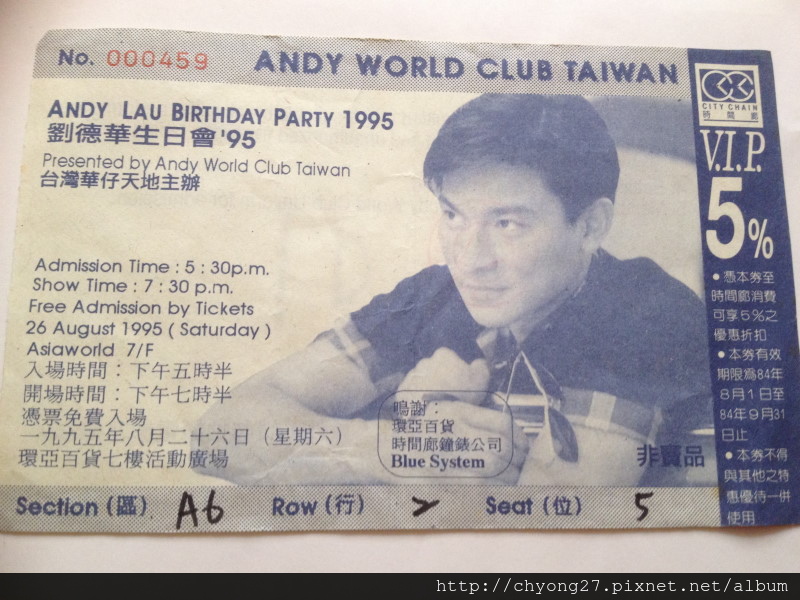 No. 000459
ANDY WORLD CLUB TAIWAN
ANDY LAU BIRTHDAY PARTY 1995
劉德華生日會'95
Presented by Andy World Club Taiwan
台灣華仔天地主辦
Admission Time : 5 : 30p.m.
Show Time : 7 : 30 p.m.
Free Admission by Tickets
26 August 1995 ( Saturday )
Asiaworld 7/F
入場時間：下午五時半
開場時間：下午七時半
憑票免費入場
一九九五年八月二十六日（星期六）
環亞百貨七樓活動廣場
鳴謝：
環亞百貨
時間廊鐘錶公司
Blue System
非賣品
Section (區) A6 Row (行) 2 Seat (位) 5
CITY CHAIN
時間廊
V.I.P.
5%
●憑本券至
時間廊消費
可享5%之
優惠折扣
●本券有效
期限為84年
8月1日至
84年9月31
日止
●本券不得
與其他之特
惠優待一併
使用
http://chyong27.pixnet.net/album